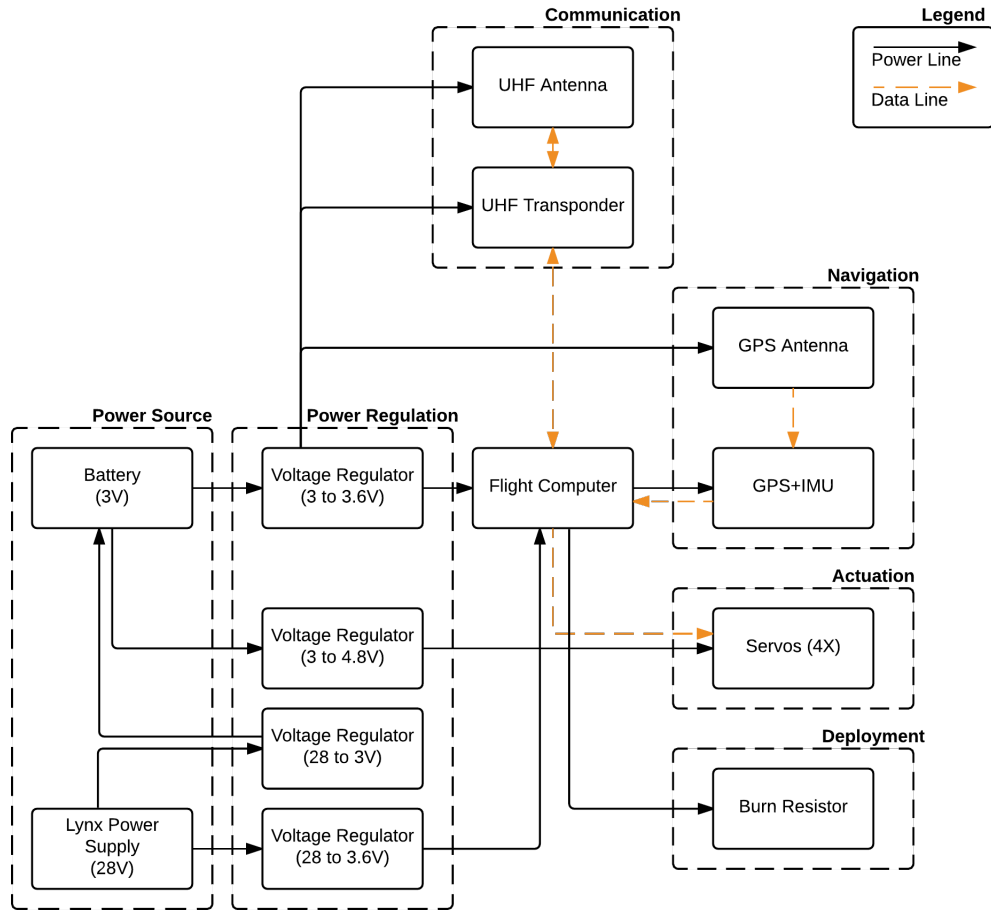 Communication
Legend
UHF Antenna
Power Line
Data Line
UHF Transponder
Navigation
GPS Antenna
Power Source
Power Regulation
Battery
(3V)
Voltage Regulator
(3 to 3.6V)
Flight Computer
GPS+IMU
Actuation
Voltage Regulator
(3 to 4.8V)
Servos (4X)
Voltage Regulator
(28 to 3V)
Deployment
Lynx Power
Supply
(28V)
Voltage Regulator
(28 to 3.6V)
Burn Resistor